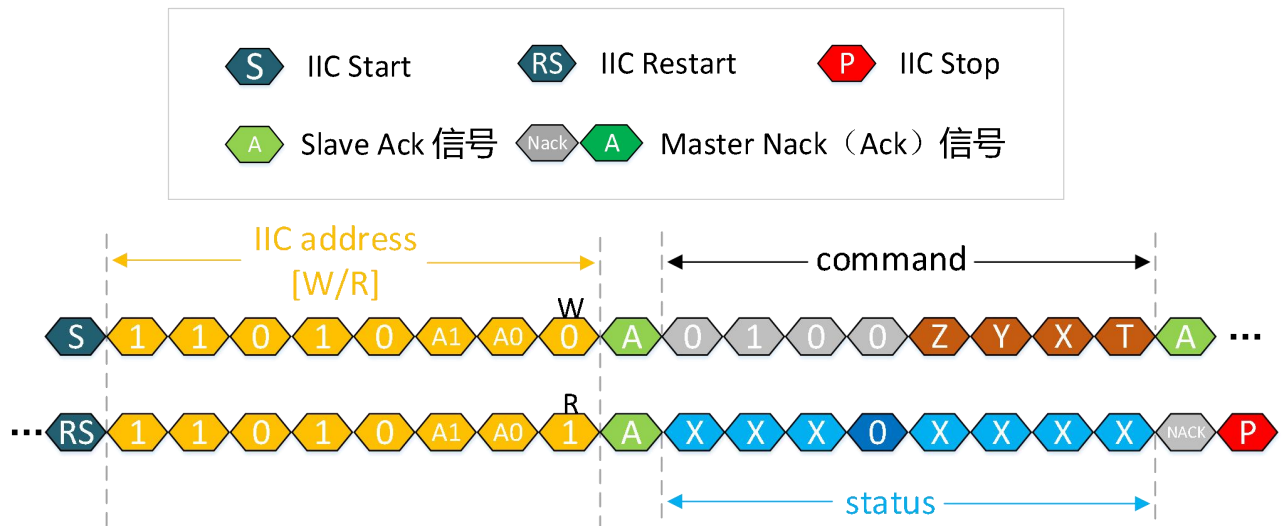 S IIC Start RS IIC Restart P IIC Stop
A Slave Ack 信号 Nack A Master Nack（Ack）信号
IIC address
[W/R]
command
W
S 1 1 0 1 0 A1 A0 0 A 0 1 0 0 Z Y X T A ...
R
... RS 1 1 0 1 0 A1 A0 1 A X X X 0 X X X X NACK P
status